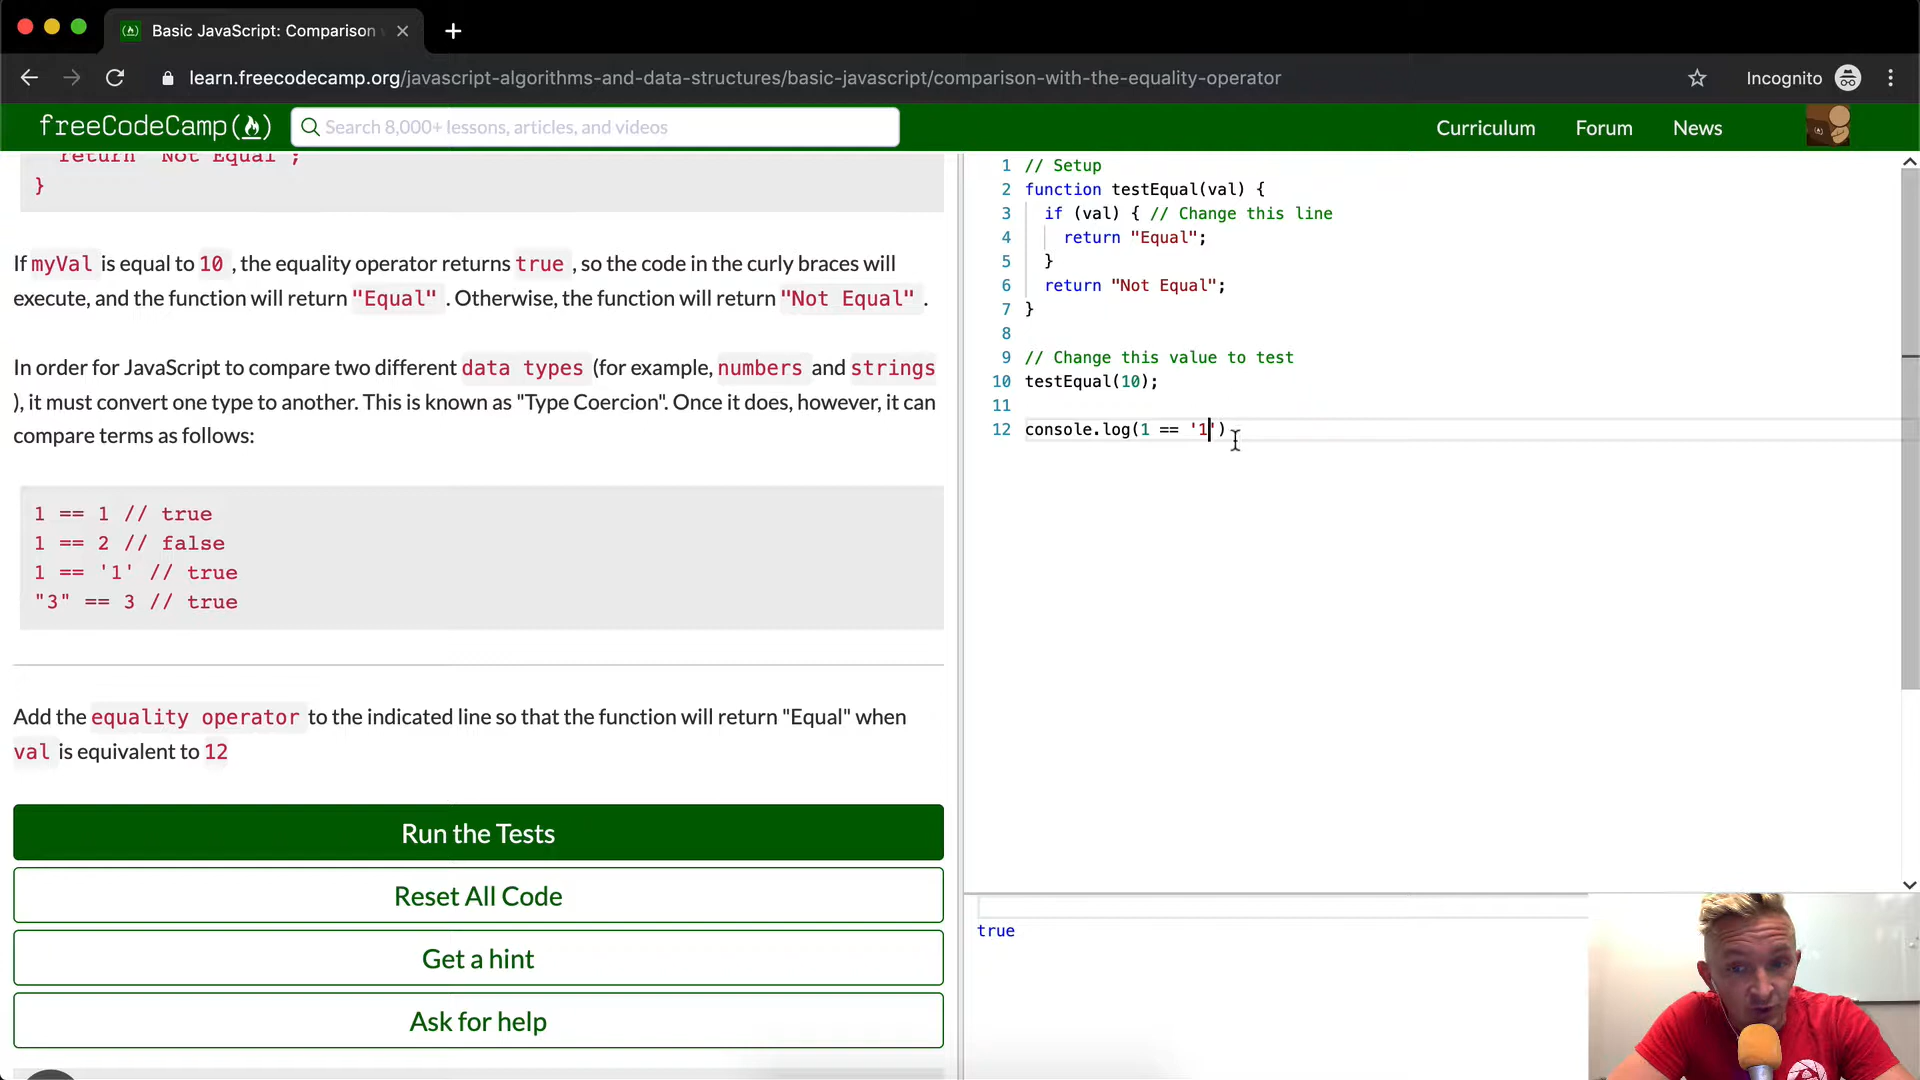 Basic JavaScript: Comparison
learn.freecodecamp.org/javascript-algorithms-and-data-structures/basic-javascript/comparison-with-the-equality-operator
Incognito
freeCodeCamp
Search 8,000+ lessons, articles, and videos
Curriculum
Forum
News
return "Not Equal";
}
If myVal is equal to 10 , the equality operator returns true , so the code in the curly braces will
execute, and the function will return "Equal" . Otherwise, the function will return "Not Equal" .
In order for JavaScript to compare two different data types (for example, numbers and strings
), it must convert one type to another. This is known as "Type Coercion". Once it does, however, it can
compare terms as follows:
1 == 1 // true
1 == 2 // false
1 == '1' // true
"3" == 3 // true
Add the equality operator to the indicated line so that the function will return "Equal" when
val is equivalent to 12
Run the Tests
Reset All Code
Get a hint
Ask for help
1 // Setup
2 function testEqual(val) {
3 if (val) { // Change this line
4 return "Equal";
5 }
6 return "Not Equal";
7 }
8
9 // Change this value to test
10 testEqual(10);
11
12 console.log(1 == '1')
true